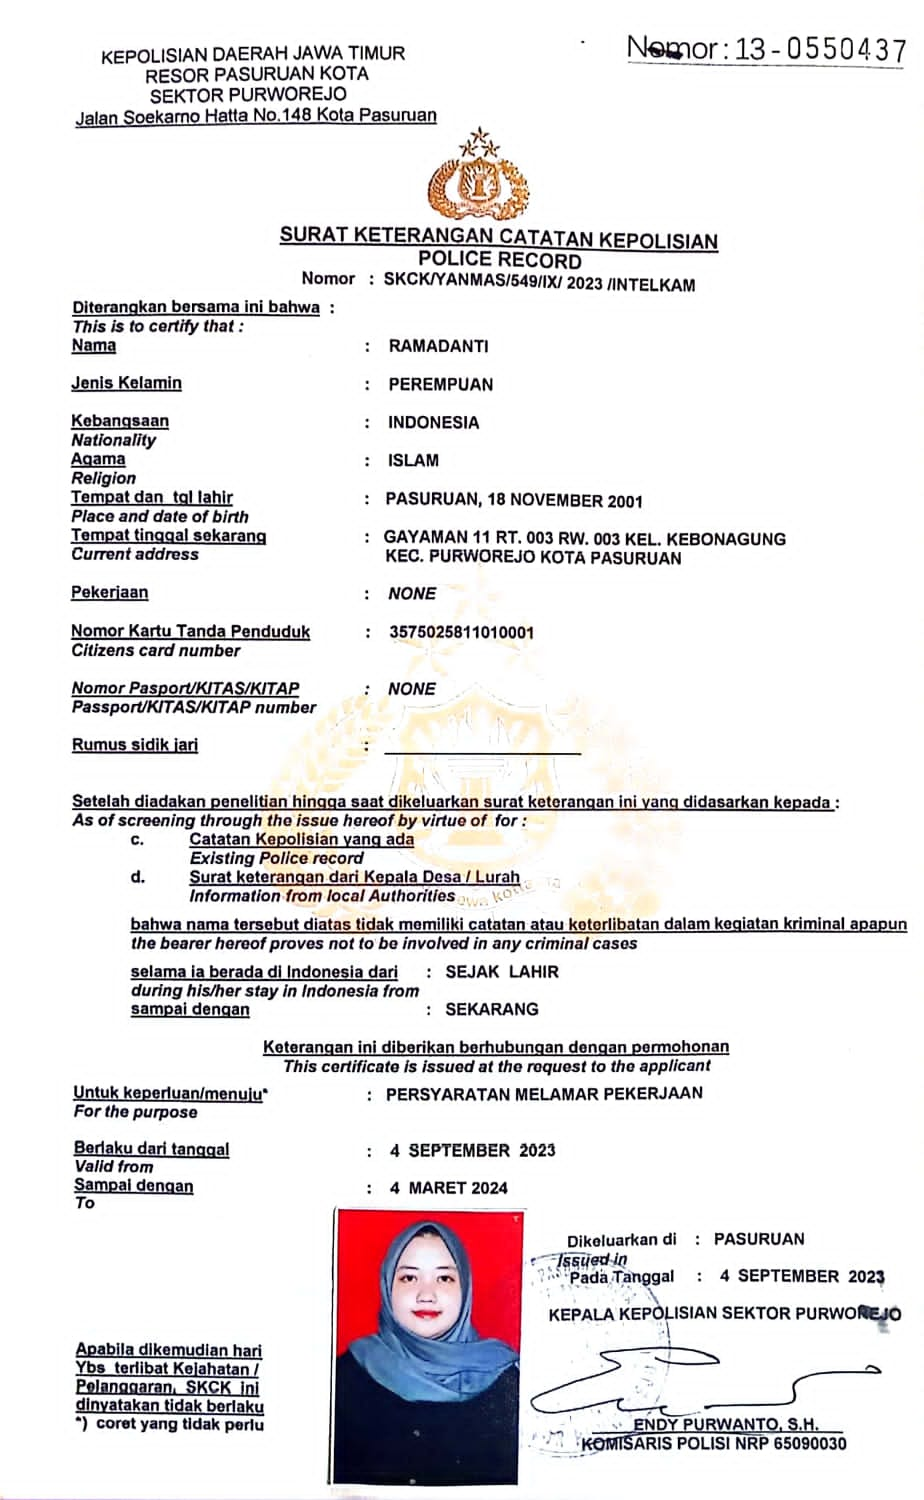 Nomor : 13-0550437
KEPOLISIAN DAERAH JAWA TIMUR
RESOR PASURUAN KOTA
SEKTOR PURWOREJO
Jalan Soekarno Hatta No.148 Kota Pasuruan
SURAT KETERANGAN CATATAN KEPOLISIAN
POLICE RECORD
Nomor : SKCK/YANMAS/549/IX/ 2023 /INTELKAM
Diterangkan bersama ini bahwa :
This is to certify that :
Nama : RAMADANTI
Jenis Kelamin : PEREMPUAN
Kebangsaan : INDONESIA
Nationality
Agama : ISLAM
Religion
Tempat dan tgl lahir : PASURUAN, 18 NOVEMBER 2001
Place and date of birth
Tempat tinggal sekarang : GAYAMAN 11 RT. 003 RW. 003 KEL. KEBONAGUNG
Current address KEC. PURWOREJO KOTA PASURUAN
Pekerjaan : NONE
Nomor Kartu Tanda Penduduk : 3575025811010001
Citizens card number
Nomor Pasport/KITAS/KITAP : NONE
Passport/KITAS/KITAP number
Rumus sidik jari :
Setelah diadakan penelitian hingga saat dikeluarkan surat keterangan ini yang didasarkan kepada :
As of screening through the issue hereof by virtue of for :
c. Catatan Kepolisian yang ada
Existing Police record
d. Surat keterangan dari Kepala Desa / Lurah
Information from local Authorities
bahwa nama tersebut diatas tidak memiliki catatan atau keterlibatan dalam kegiatan kriminal apapun
the bearer hereof proves not to be involved in any criminal cases
selama ia berada di Indonesia dari : SEJAK LAHIR
during his/her stay in Indonesia from
sampai dengan : SEKARANG
Keterangan ini diberikan berhubungan dengan permohonan
This certificate is issued at the request to the applicant
Untuk keperluan/menuju* : PERSYARATAN MELAMAR PEKERJAAN
For the purpose
Berlaku dari tanggal : 4 SEPTEMBER 2023
Valid from
Sampai dengan : 4 MARET 2024
To
Dikeluarkan di : PASURUAN
Issued in
Pada Tanggal : 4 SEPTEMBER 2023
KEPALA KEPOLISIAN SEKTOR PURWOREJO
Apabila dikemudian hari
Ybs terlibat Kejahatan /
Pelanggaran, SKCK ini
dinyatakan tidak berlaku
*) coret yang tidak perlu
ENDY PURWANTO, S.H.
KOMISARIS POLISI NRP 65090030